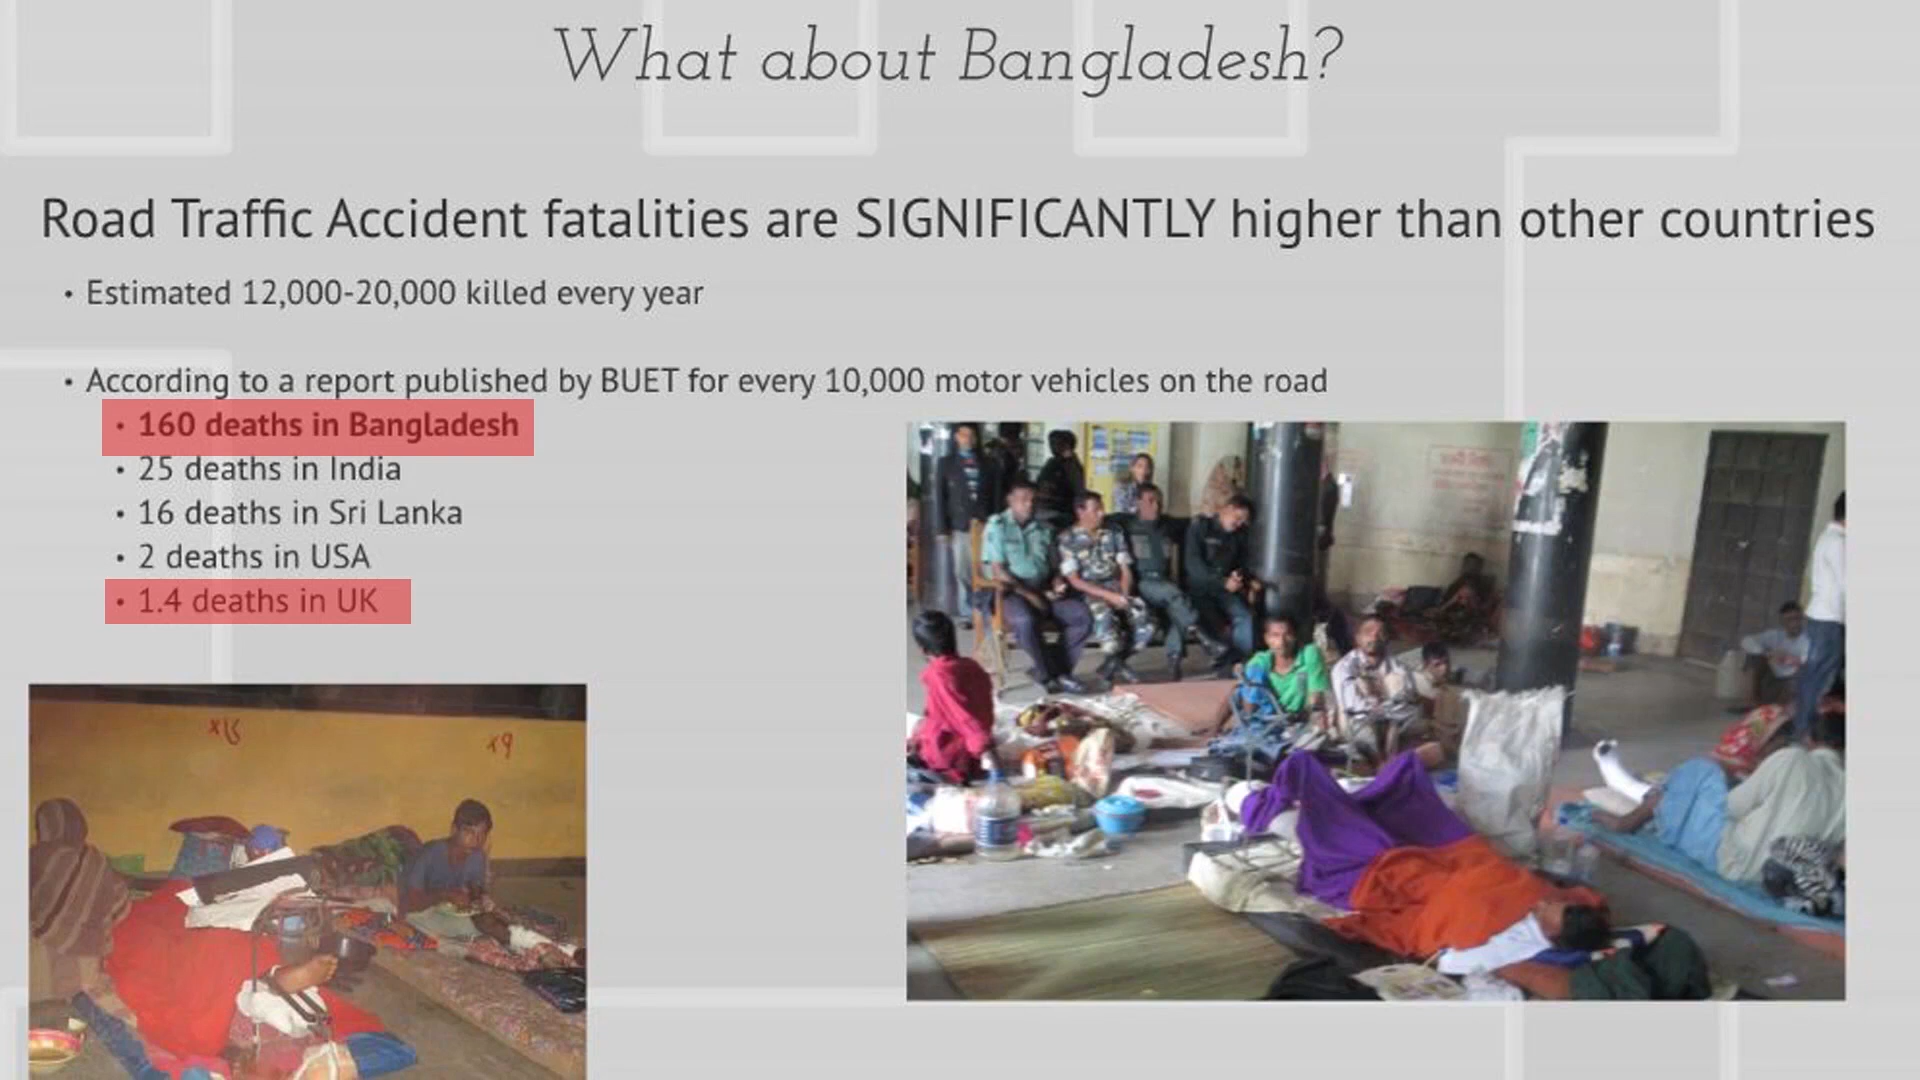 What about Bangladesh?
Road Traffic Accident fatalities are SIGNIFICANTLY higher than other countries
• Estimated 12,000-20,000 killed every year
• According to a report published by BUET for every 10,000 motor vehicles on the road
• 160 deaths in Bangladesh
• 25 deaths in India
• 16 deaths in Sri Lanka
• 2 deaths in USA
• 1.4 deaths in UK